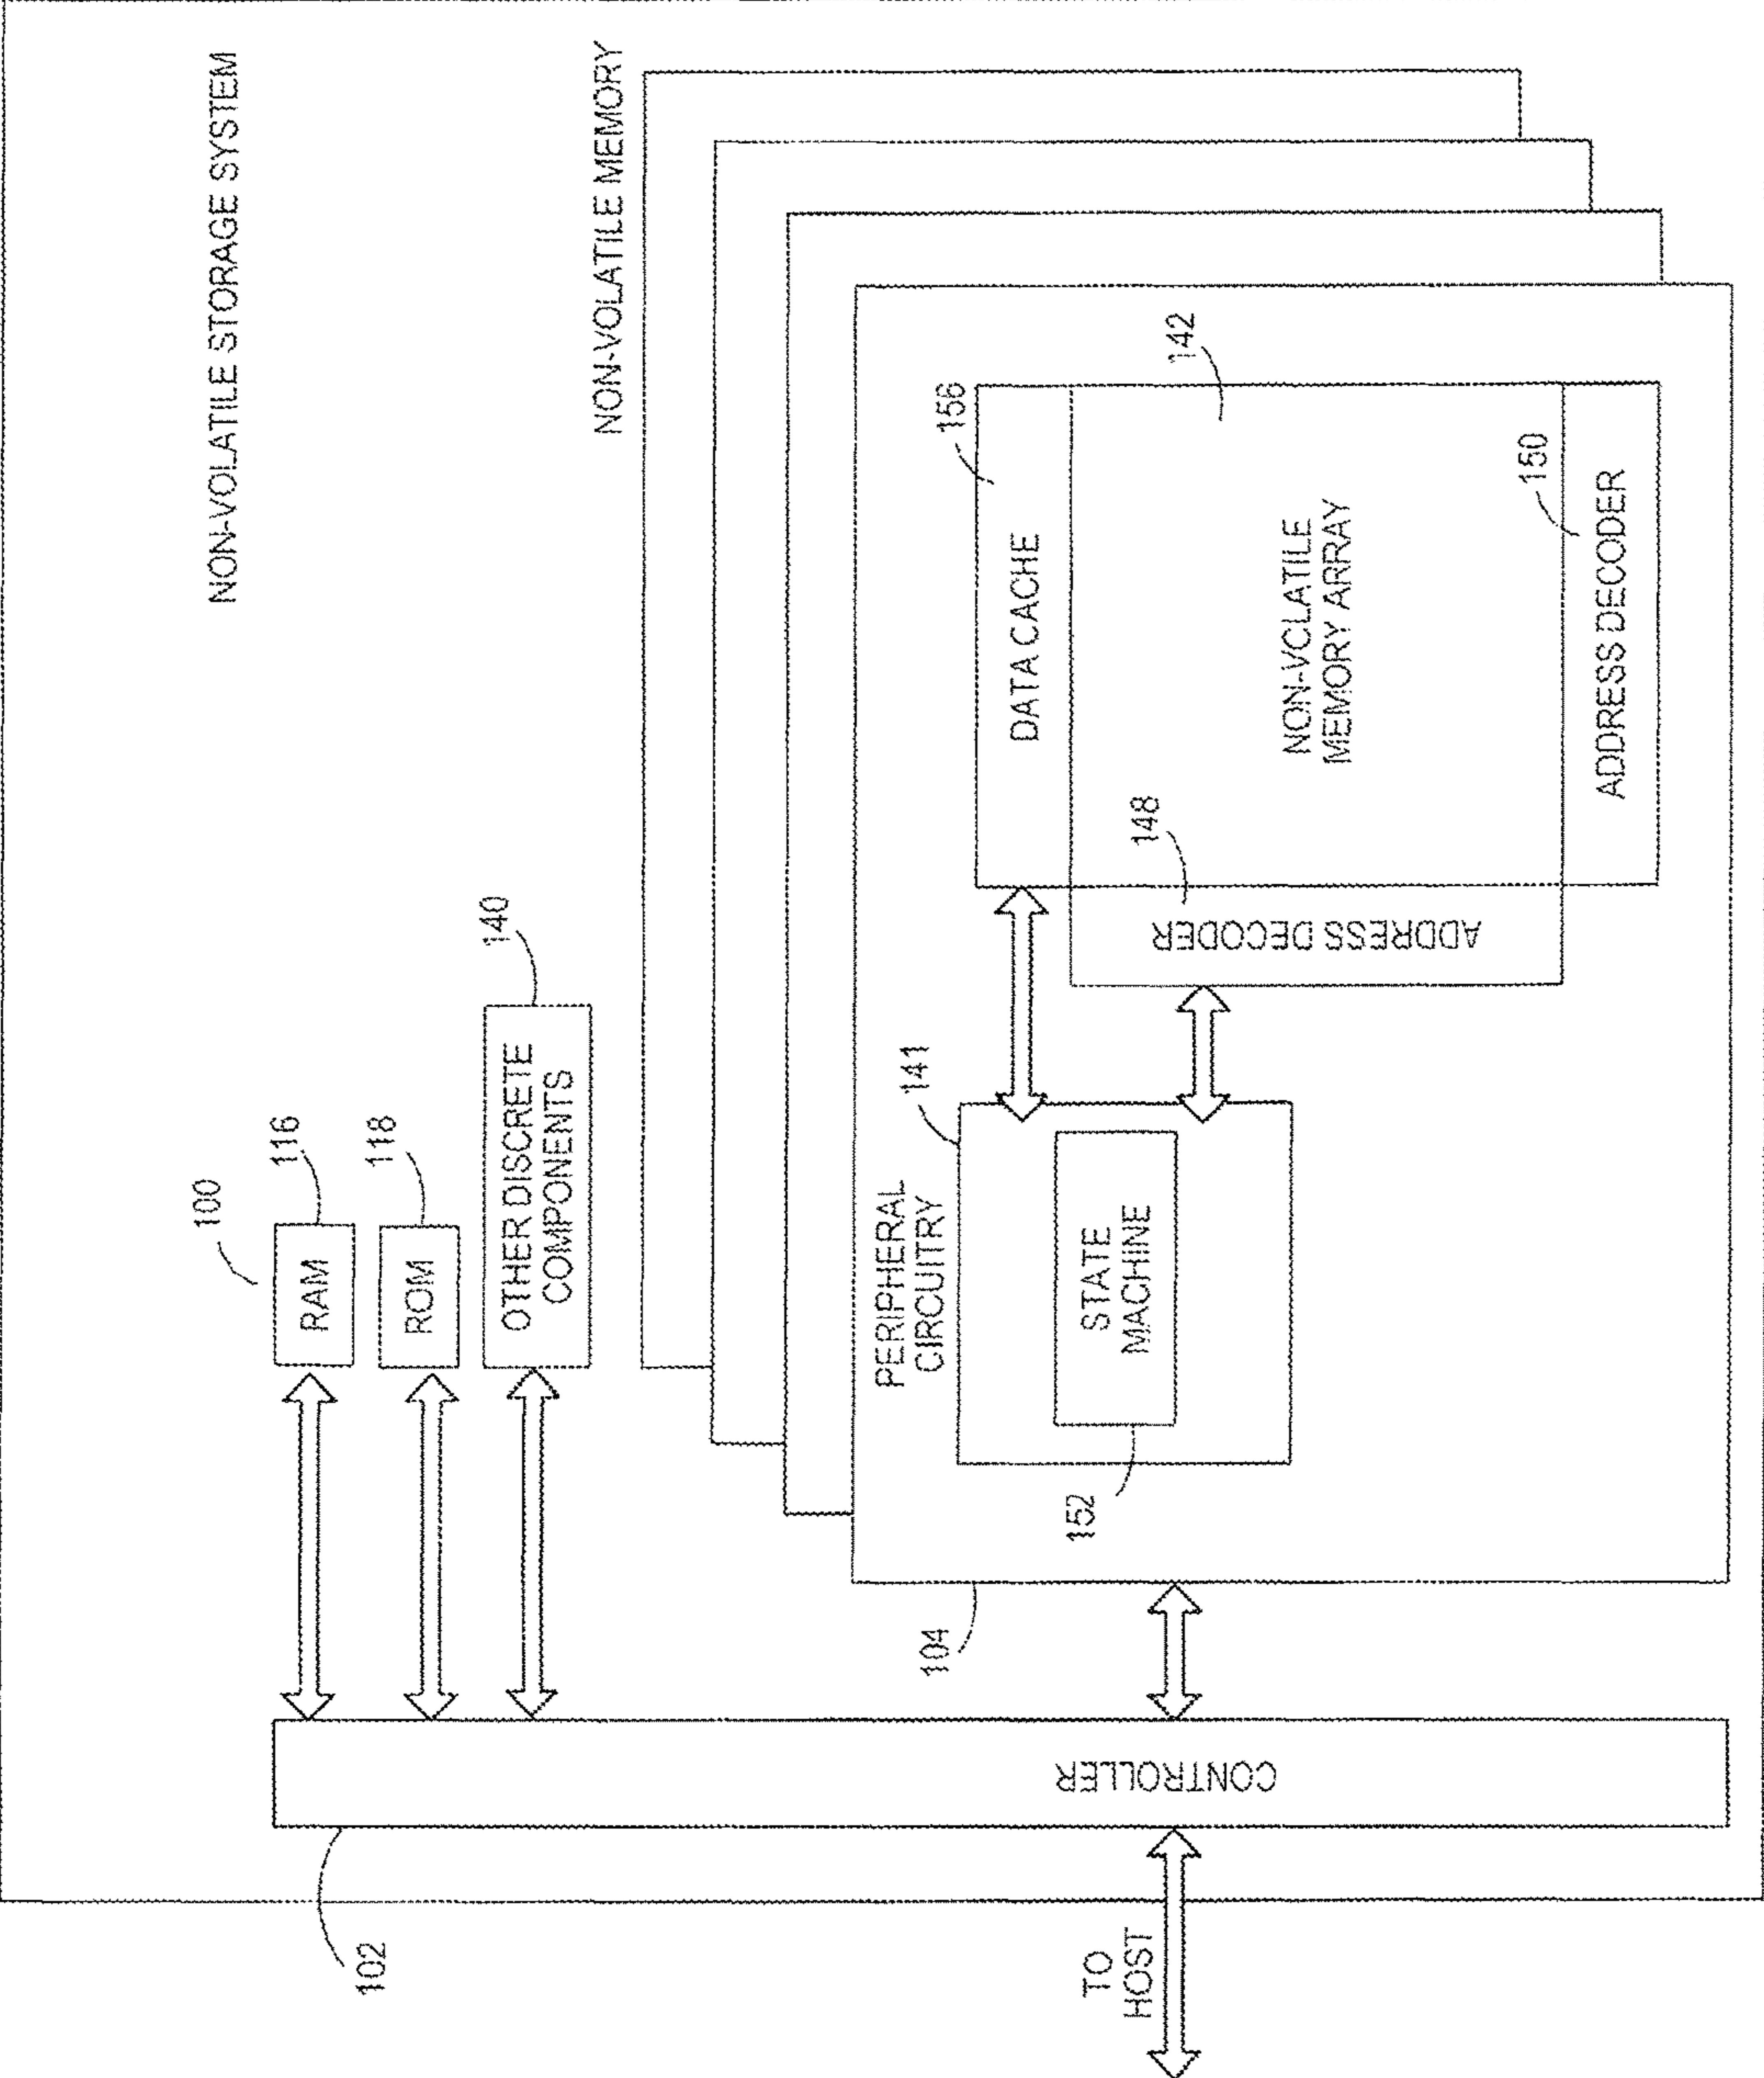 NON-VOLATILE STORAGE SYSTEM
100
116
RAM
118
ROM
140
OTHER DISCRETE
COMPONENTS
NON-VOLATILE MEMORY
102
CONTROLLER
TO
HOST
104
PERIPHERAL
CIRCUITRY
141
STATE
MACHINE
152
156
DATA CACHE
148
ADDRESS DECODER
142
NON-VOLATILE
MEMORY ARRAY
150
ADDRESS DECODER